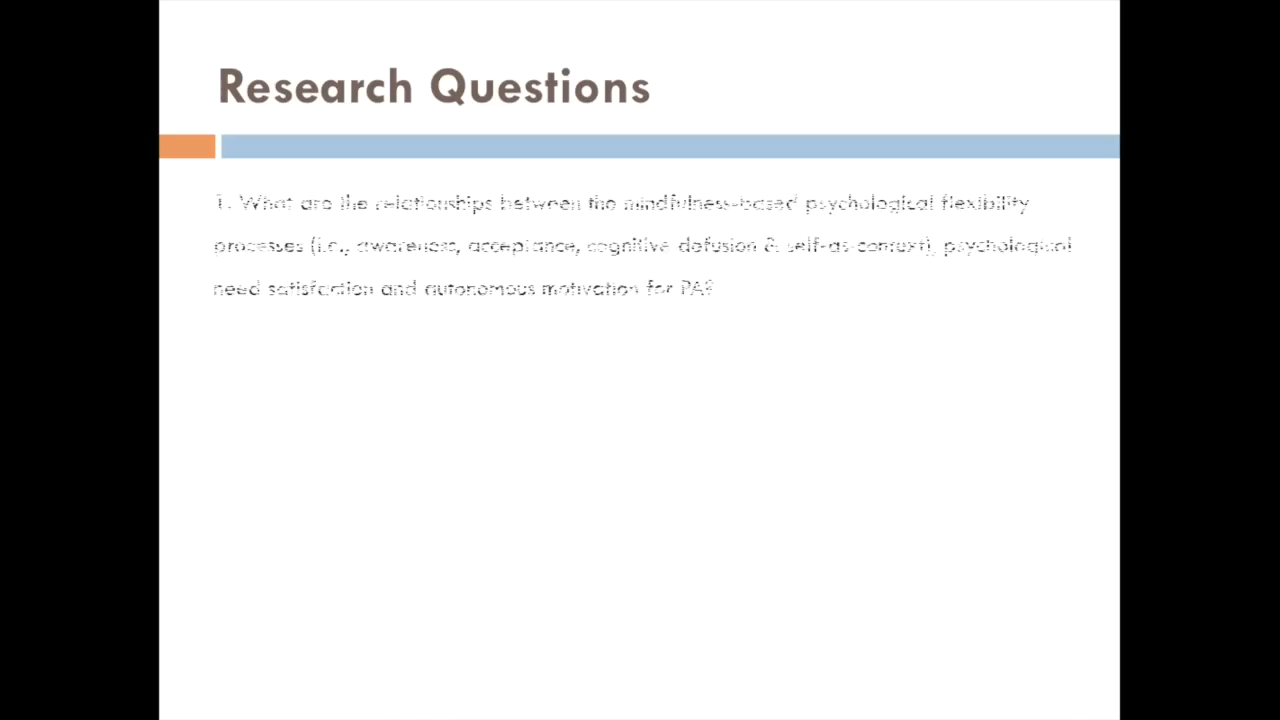 Research Questions
1. What are the relationships between the mindfulness-based psychological flexibility
processes (i.e., awareness, acceptance, cognitive defusion & self-as-context), psychological
need satisfaction and autonomous motivation for PA?